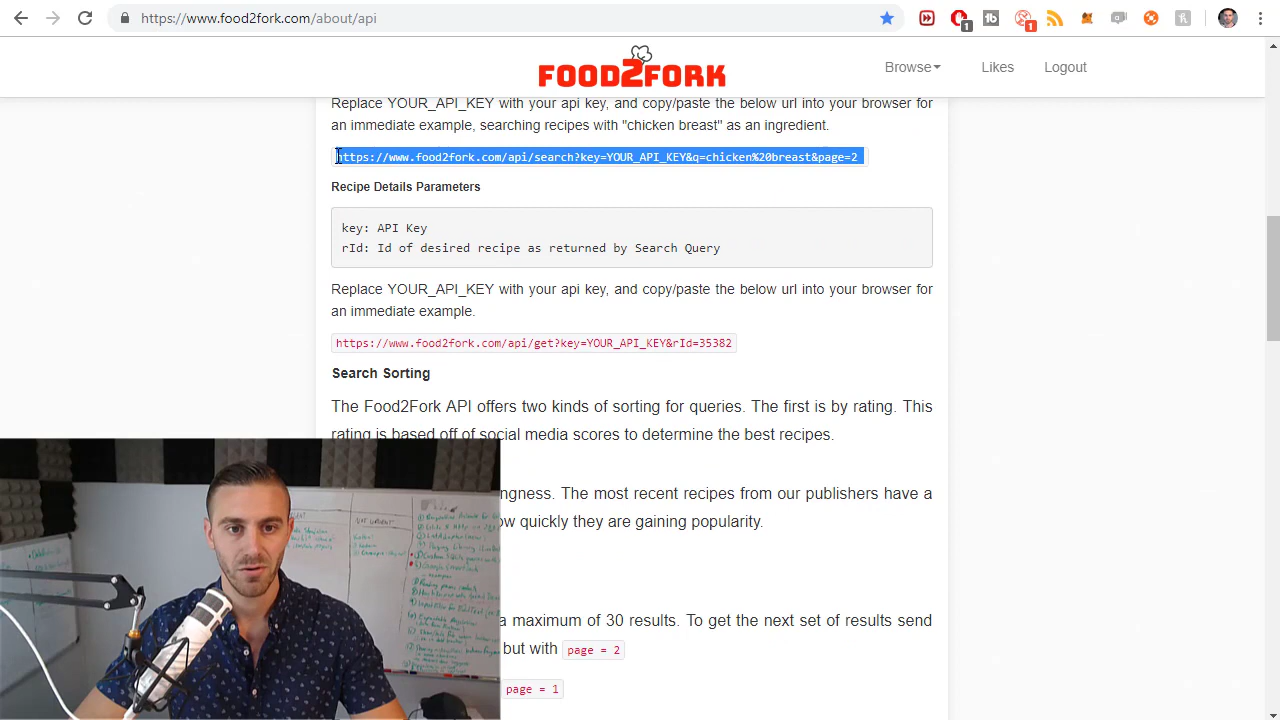 https://www.food2fork.com/about/api
1
1
FOOD2FORK
Browse
Likes
Logout
Replace YOUR_API_KEY with your api key, and copy/paste the below url into your browser for
an immediate example, searching recipes with "chicken breast" as an ingredient.
https://www.food2fork.com/api/search?key=YOUR_API_KEY&q=chicken%20breast&page=2
Recipe Details Parameters
key: API Key
rId: Id of desired recipe as returned by Search Query
Replace YOUR_API_KEY with your api key, and copy/paste the below url into your browser for
an immediate example.
https://www.food2fork.com/api/get?key=YOUR_API_KEY&rId=35382
Search Sorting
The Food2Fork API offers two kinds of sorting for queries. The first is by rating. This
rating is based off of social media scores to determine the best recipes.
ngness. The most recent recipes from our publishers have a
ow quickly they are gaining popularity.
a maximum of 30 results. To get the next set of results send
but with page = 2
page = 1